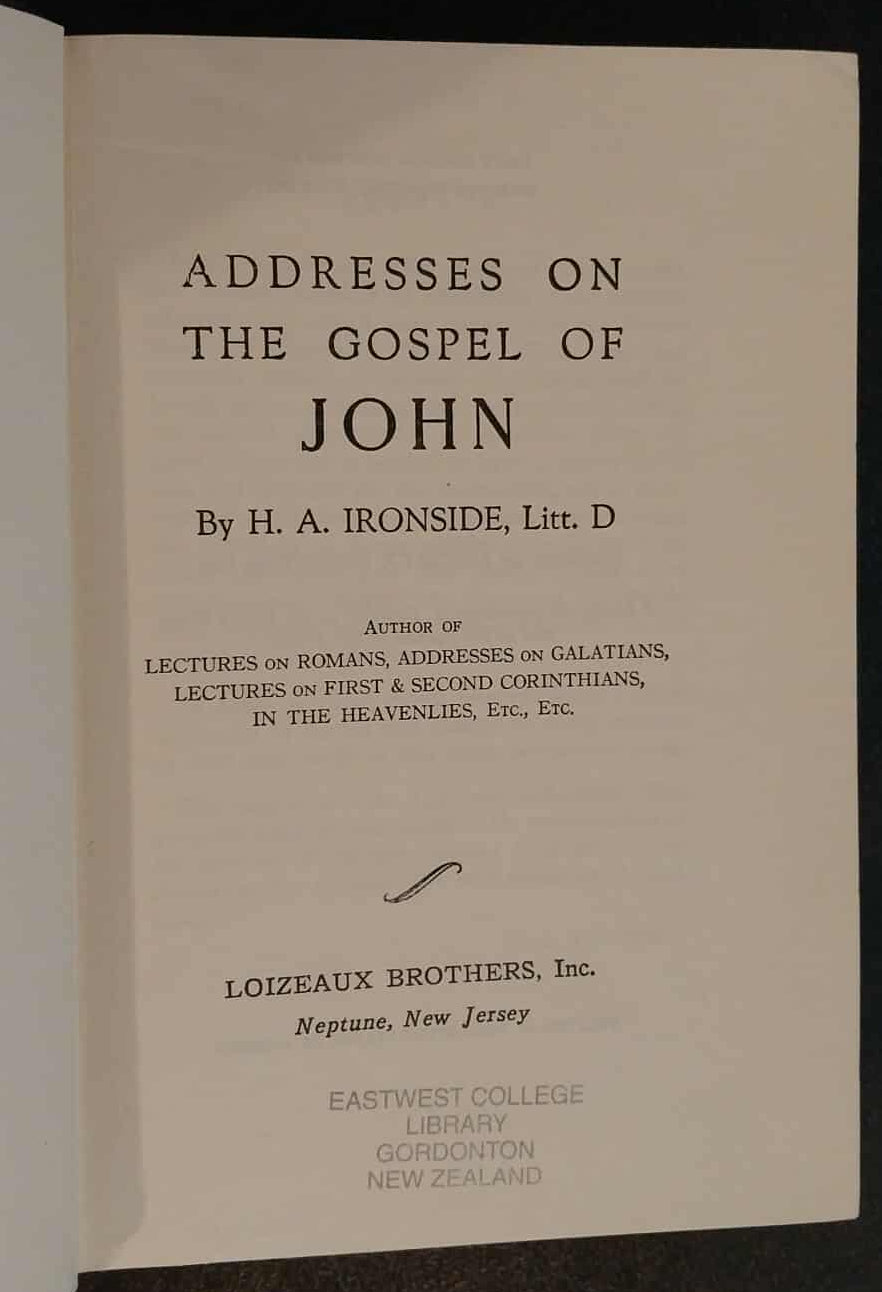 ADDRESSES ON
THE GOSPEL OF
JOHN
By H. A. IRONSIDE, Litt. D
AUTHOR OF
LECTURES ON ROMANS, ADDRESSES ON GALATIANS,
LECTURES ON FIRST & SECOND CORINTHIANS,
IN THE HEAVENLIES, ETC., ETC.
LOIZEAUX BROTHERS, Inc.
Neptune, New Jersey
EASTWEST COLLEGE
LIBRARY
GORDONTON
NEW ZEALAND